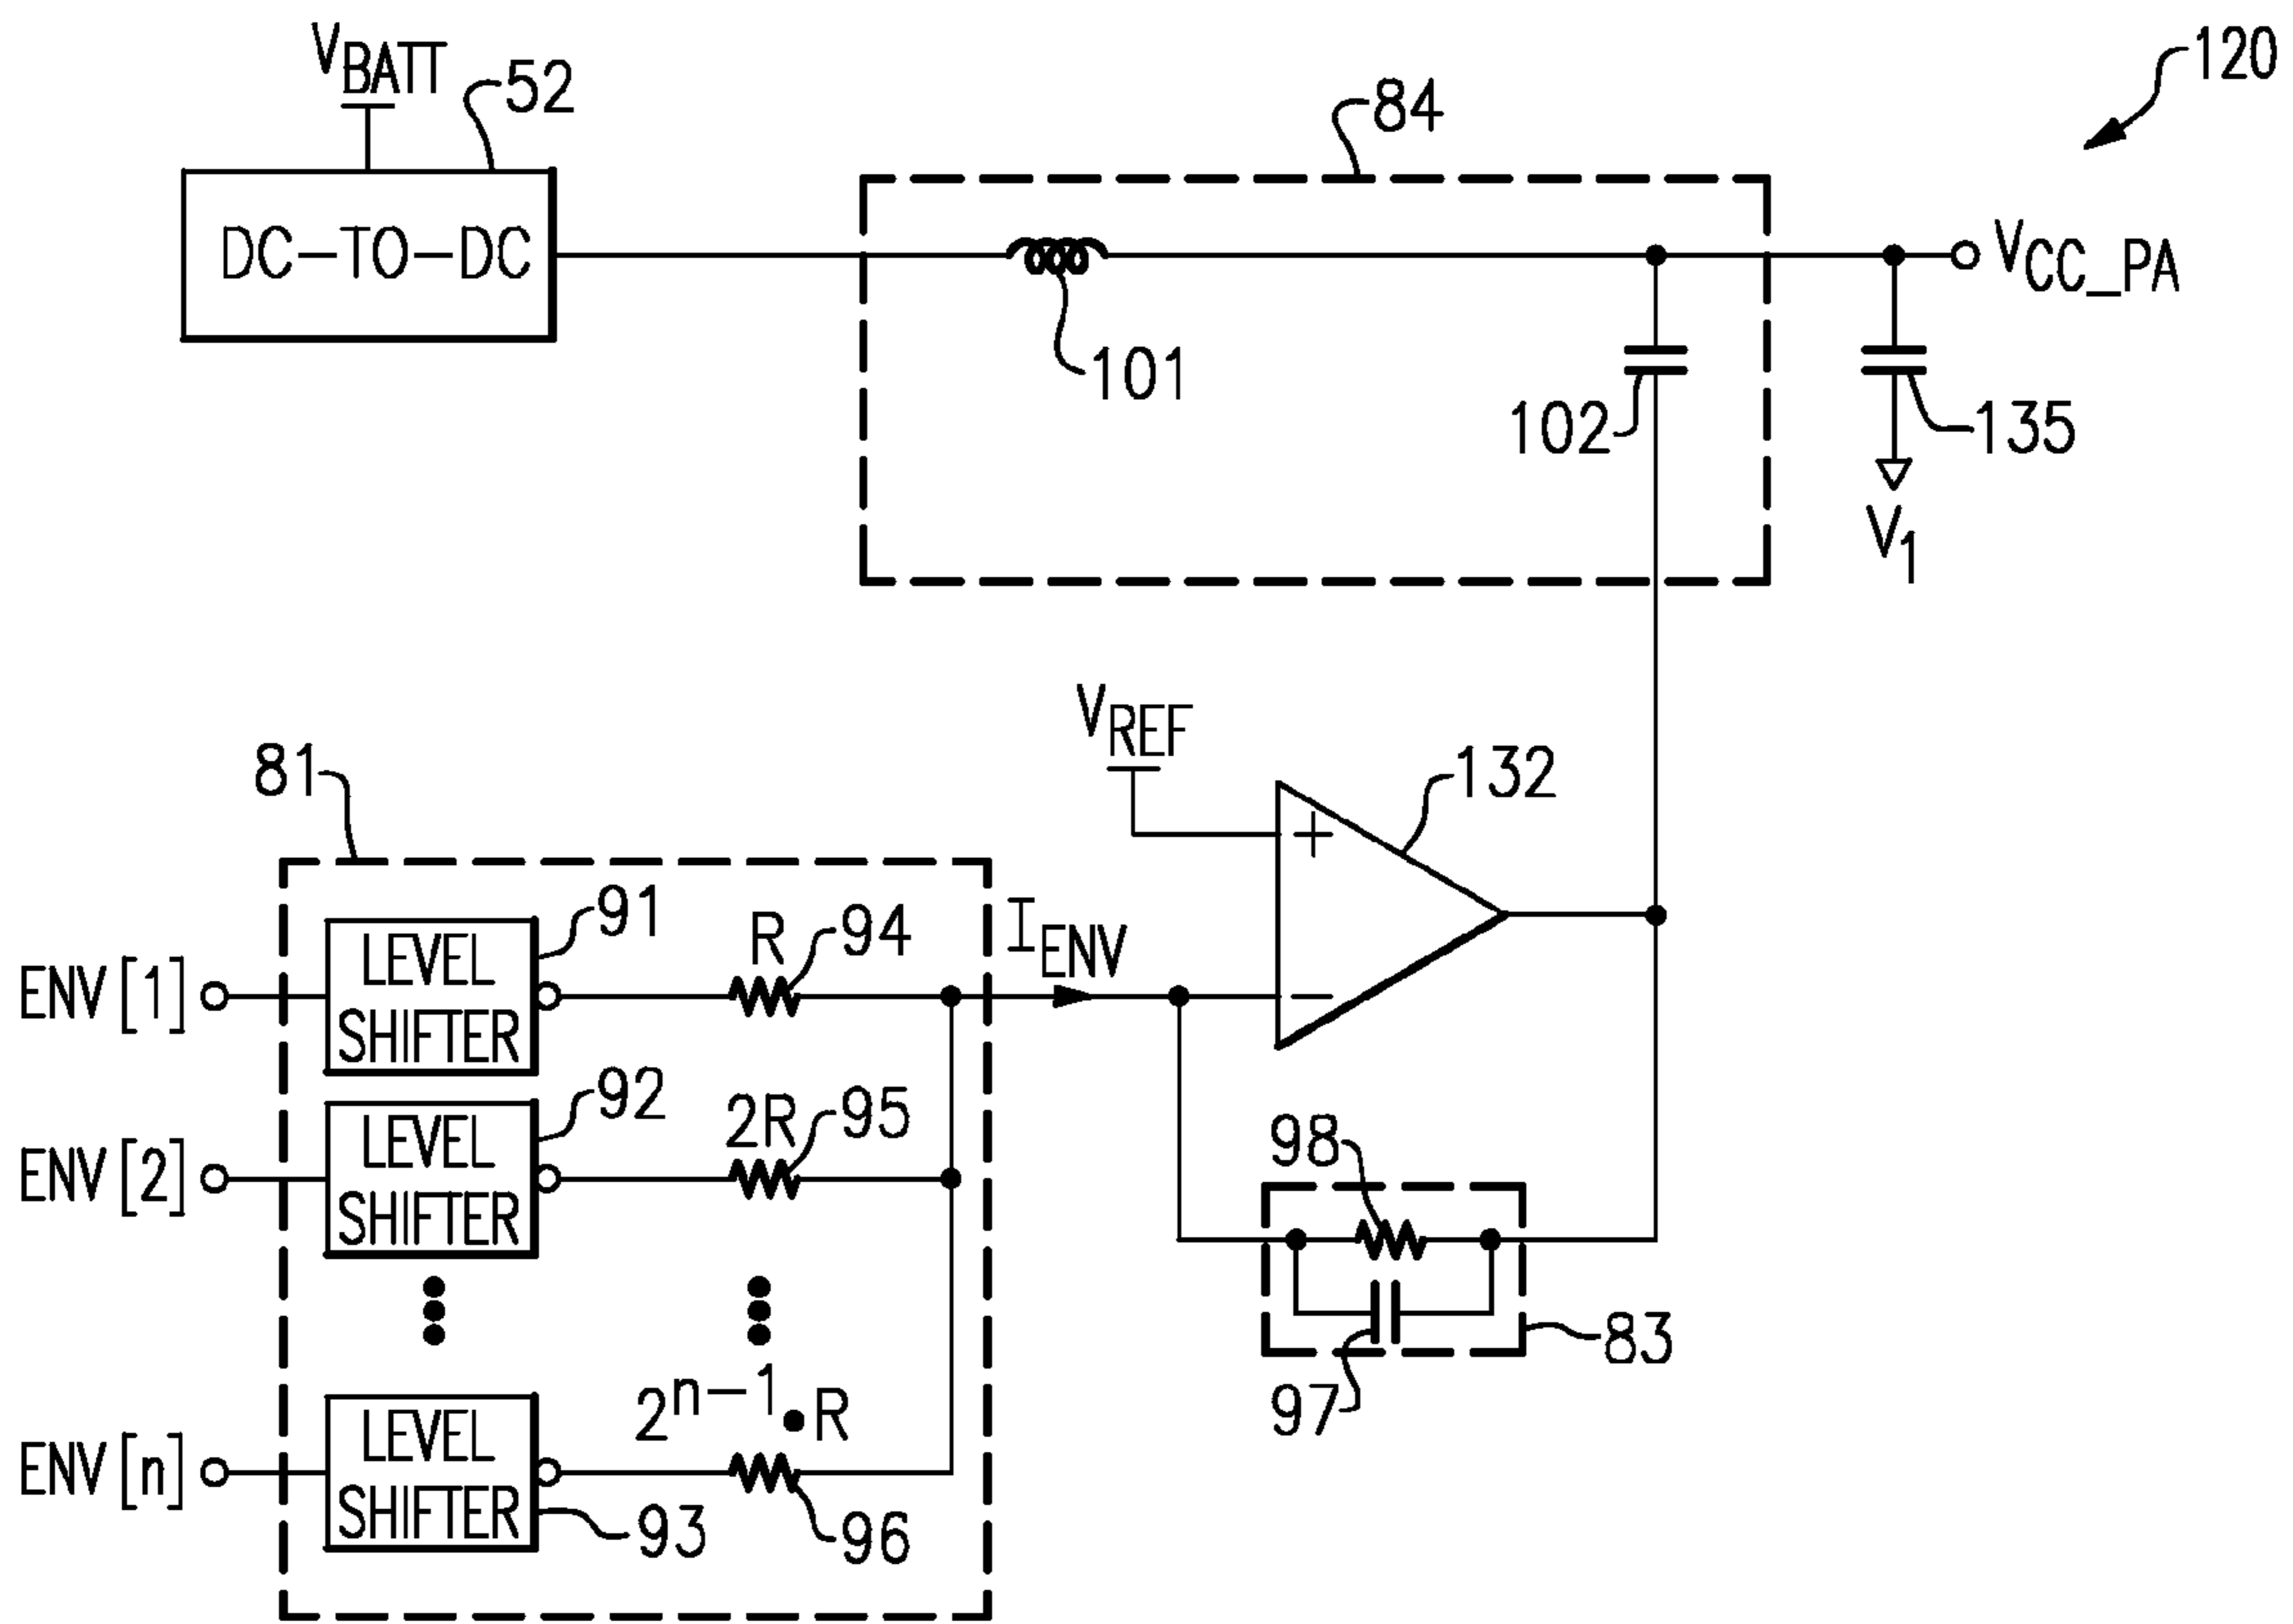 120
V_BATT
52
84
DC-TO-DC
V_CC_PA
101
102
135
V_1
V_REF
81
132
91
R
94
I_ENV
LEVEL
SHIFTER
ENV[1]
+
−
92
2R
95
LEVEL
SHIFTER
ENV[2]
98
83
97
2^n−1•R
LEVEL
SHIFTER
ENV[n]
93
96